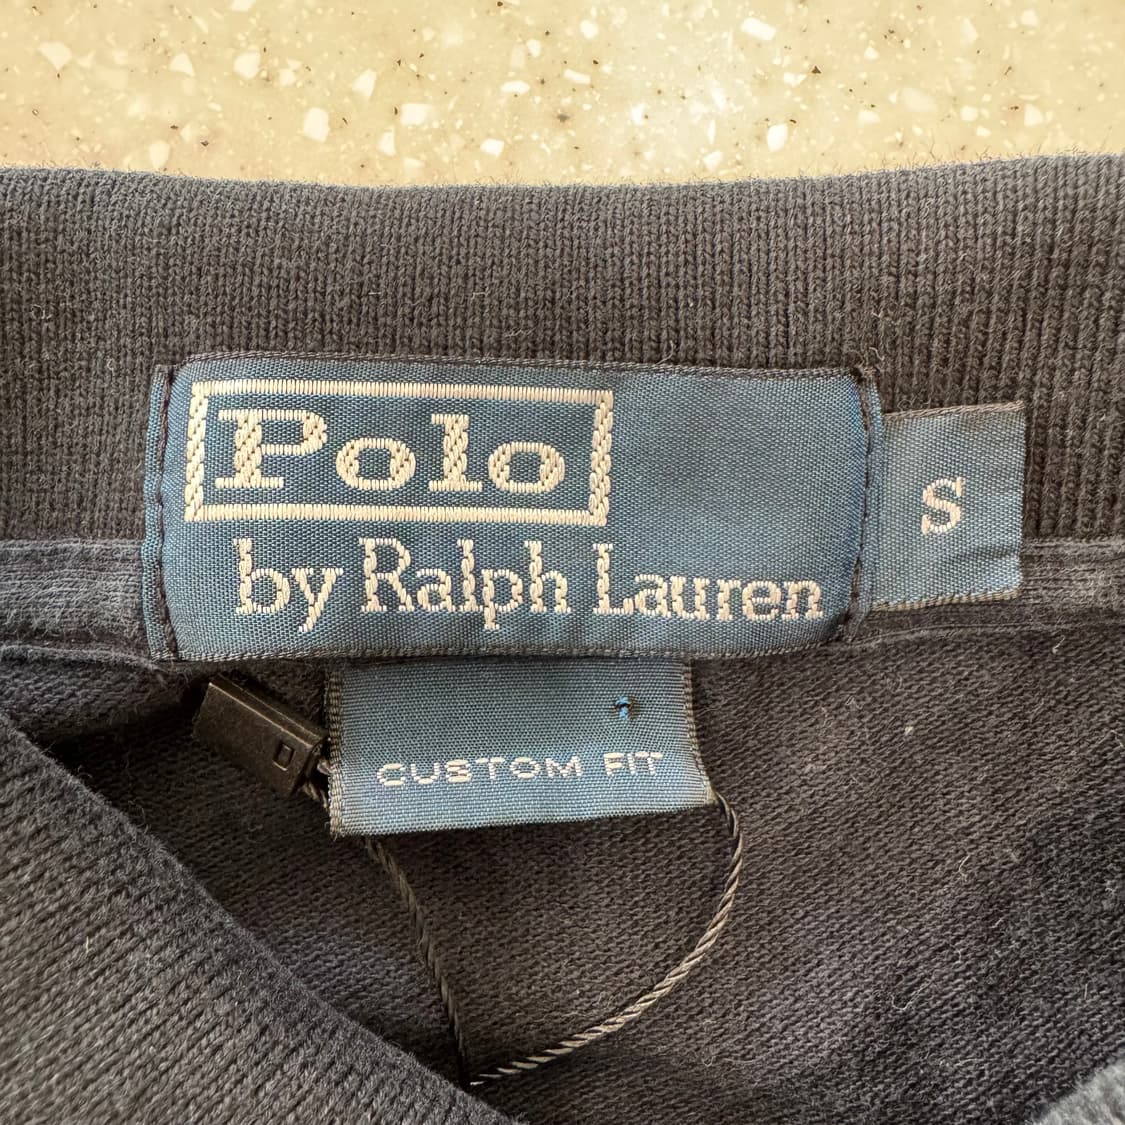 Polo
by Ralph Lauren
S
CUSTOM FIT